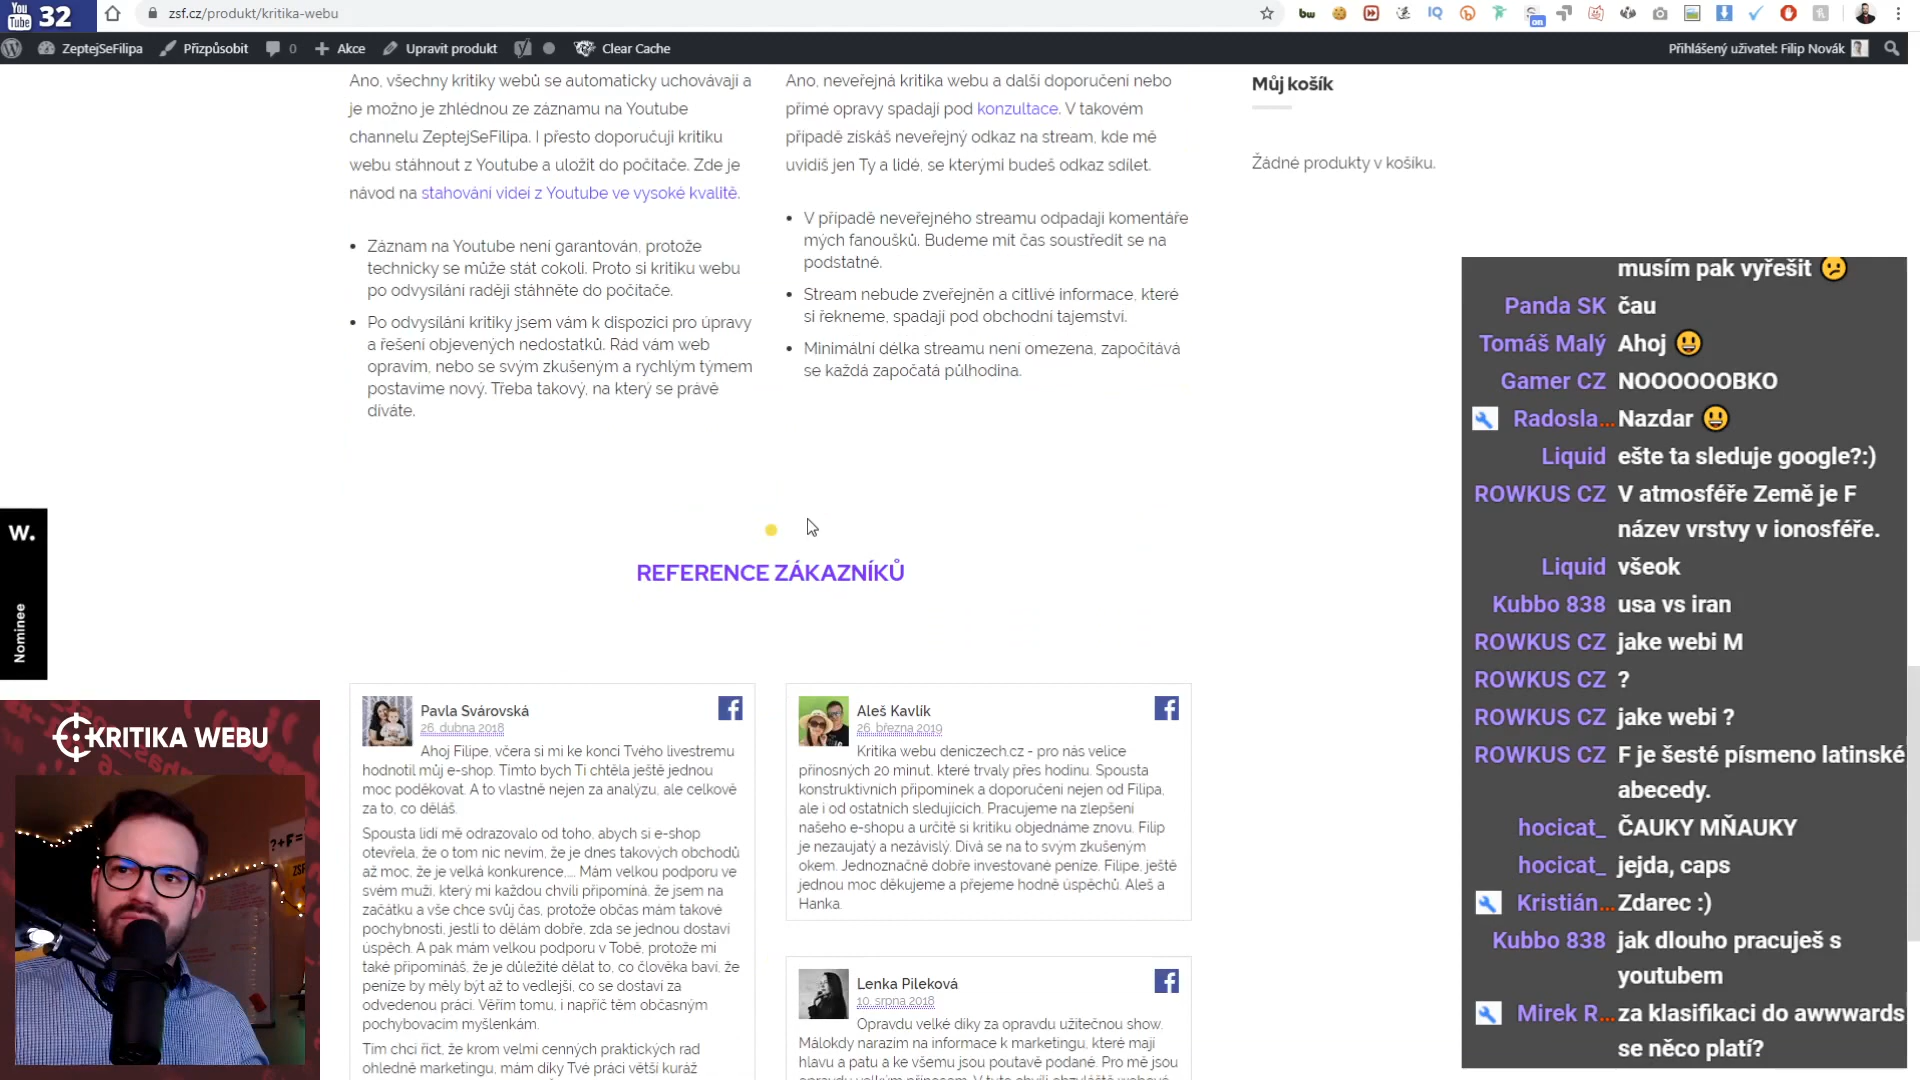 You
Tube
32
zsf.cz/produkt/kritika-webu
bw
on
ZeptejSeFilipa
Přizpůsobit
0
Akce
Upravit produkt
Clear Cache
Přihlášený uživatel: Filip Novák
Ano, všechny kritiky webů se automaticky uchovávají a
je možno je zhlédnou ze záznamu na Youtube
channelu ZeptejSeFilipa. I přesto doporučuji kritiku
webu stáhnout z Youtube a uložit do počítače. Zde je
návod na stahování videí z Youtube ve vysoké kvalitě.
• Záznam na Youtube není garantován, protože
technicky se může stát cokoli. Proto si kritiku webu
po odvysílání raději stáhněte do počítače.
• Po odvysílání kritiky jsem vám k dispozici pro úpravy
a řešení objevených nedostatků. Rád vám web
opravím, nebo se svým zkušeným a rychlým týmem
postavíme nový. Třeba takový, na který se právě
díváte.
Ano, neveřejná kritika webu a další doporučení nebo
přímé opravy spadají pod konzultace. V takovém
případě získáš neveřejný odkaz na stream, kde mě
uvidíš jen Ty a lidé, se kterými budeš odkaz sdílet.
• V případě neveřejného streamu odpadají komentáře
mých fanoušků. Budeme mít čas soustředit se na
podstatné.
• Stream nebude zveřejněn a citlivé informace, které
si řekneme, spadají pod obchodní tajemství.
• Minimální délka streamu není omezena, započítává
se každá započatá půlhodina.
Můj košík
Žádné produkty v košíku.
W.
Nominee
REFERENCE ZÁKAZNÍKŮ
Pavla Svárovská
26. dubna 2018
Ahoj Filipe, včera si mi ke konci Tvého livestremu
hodnotil můj e-shop. Tímto bych Ti chtěla ještě jednou
moc poděkovat. A to vlastně nejen za analýzu, ale celkově
za to, co děláš.
Spousta lidí mě odrazovalo od toho, abych si e-shop
otevřela, že o tom nic nevím, že je dnes takových obchodů
až moc, že je velká konkurence,.... Mám velkou podporu ve
svém muži, který mi každou chvíli připomíná, že jsem na
začátku a vše chce svůj čas, protože občas mám takové
pochybnosti, jestli to dělám dobře, zda se jednou dostaví
úspěch. A pak mám velkou podporu v Tobě, protože mi
také připomínáš, že je důležité dělat to, co člověka baví, že
peníze by měly být až to vedlejší, co se dostaví za
odvedenou práci. Věřím tomu, i napříč těm občasným
pochybovacím myšlenkám.
Tím chci říct, že krom velmi cenných praktických rad
ohledně marketingu, mám díky Tvé práci větší kuráž
Aleš Kavlík
26. března 2019
Kritika webu deniczech.cz - pro nás velice
přínosných 20 minut, které trvaly přes hodinu. Spousta
konstruktivních připomínek a doporučení nejen od Filipa,
ale i od ostatních sledujících. Pracujeme na zlepšení
našeho e-shopu a určitě si kritiku objednáme znovu. Filip
je nezaujatý a nezávislý. Dívá se na to svým zkušeným
okem. Jednoznačně dobře investované peníze. Filipe, ještě
jednou moc děkujeme a přejeme hodně úspěchů. Aleš a
Hanka.
Lenka Pileková
10. srpna 2018
Opravdu velké díky za opravdu užitečnou show.
Málokdy narazím na informace k marketingu, které mají
hlavu a patu a ke všemu jsou poutavě podané. Pro mě jsou
KRITIKA WEBU
?+F=
ZSF
musím pak vyřešit 😕
Panda SK čau
Tomáš Malý Ahoj 😃
Gamer CZ NOOOOOOBKO
Radosla... Nazdar 😃
Liquid ešte ta sleduje google?:)
ROWKUS CZ V atmosféře Země je F
název vrstvy v ionosféře.
Liquid všeok
Kubbo 838 usa vs iran
ROWKUS CZ jake webi M
ROWKUS CZ ?
ROWKUS CZ jake webi ?
ROWKUS CZ F je šesté písmeno latinské
abecedy.
hocicat_ ČAUKY MŇAUKY
hocicat_ jejda, caps
Kristián... Zdarec :)
Kubbo 838 jak dlouho pracuješ s
youtubem
Mirek R... za klasifikaci do awwwards
se něco platí?